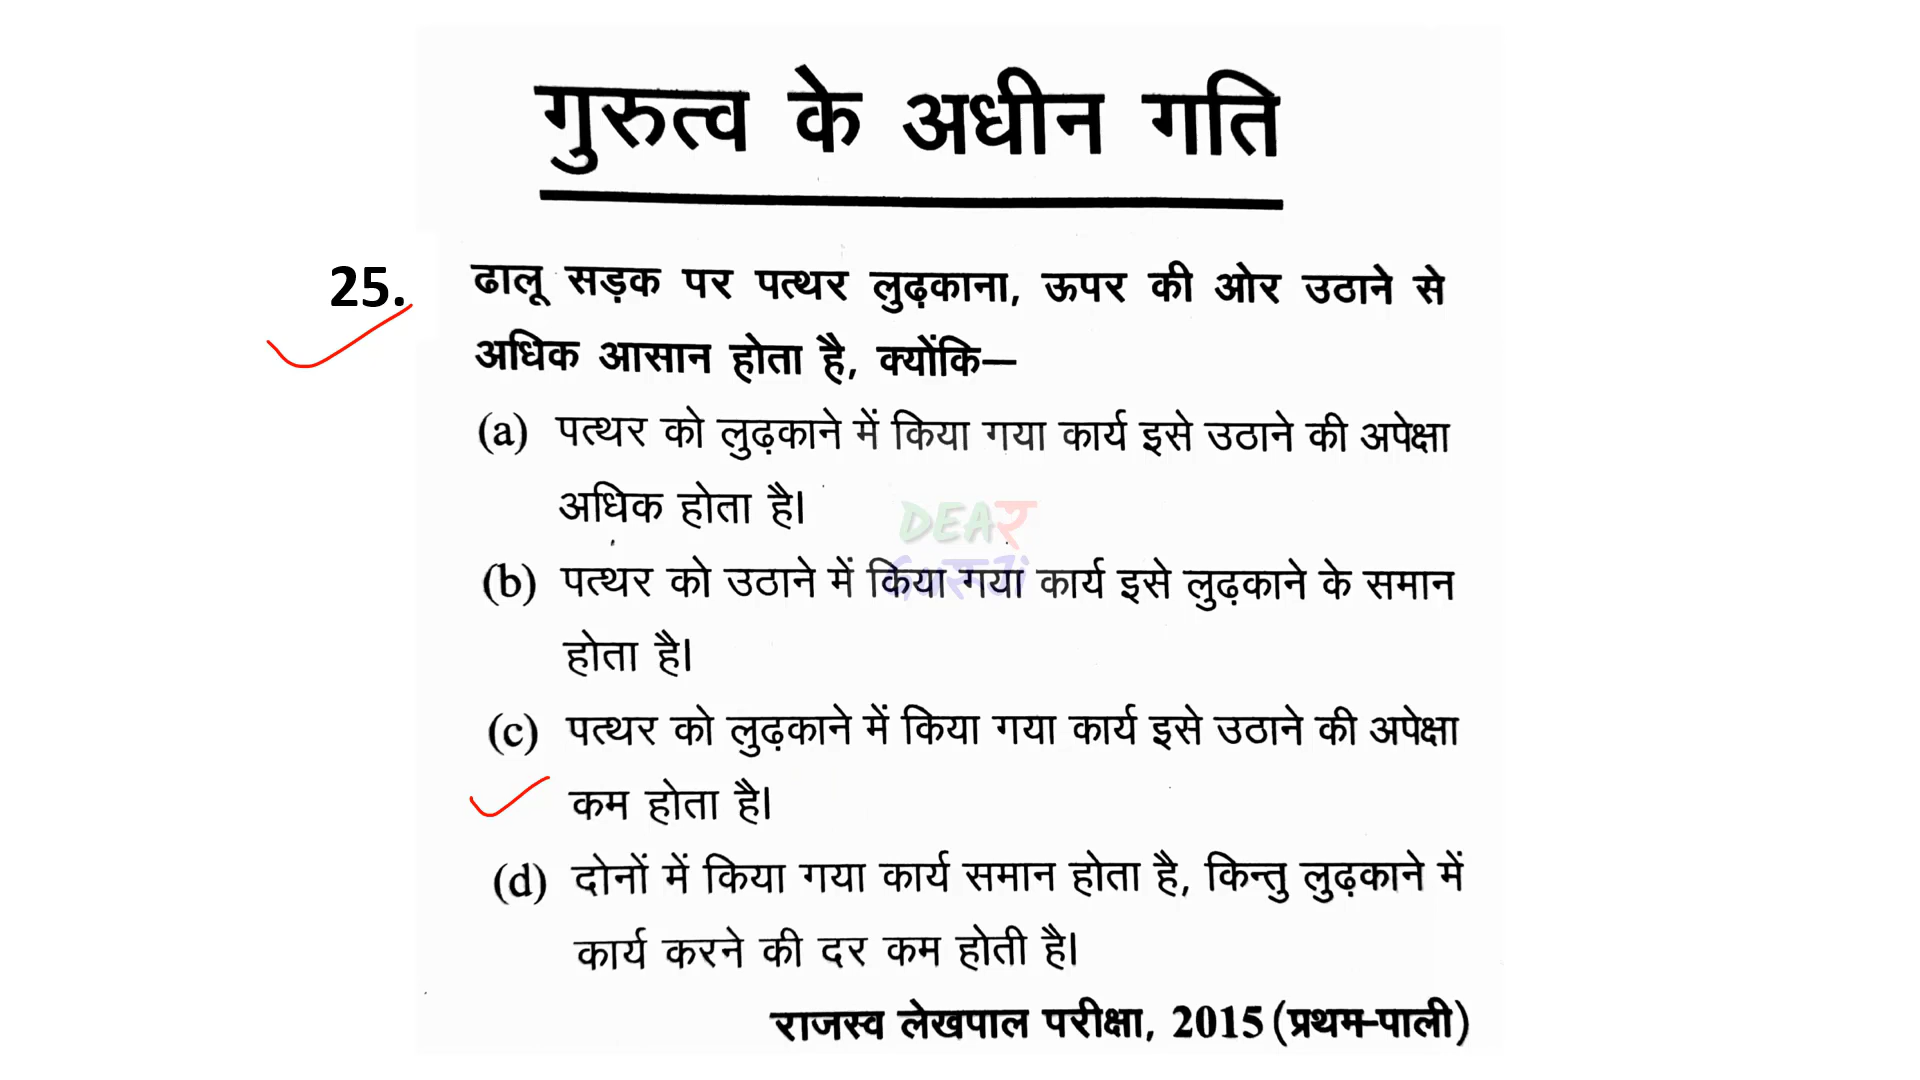 गुरुत्व के अधीन गति
25. ढालू सड़क पर पत्थर लुढ़काना, ऊपर की ओर उठाने से
अधिक आसान होता है, क्योंकि—
(a) पत्थर को लुढ़काने में किया गया कार्य इसे उठाने की अपेक्षा
अधिक होता है।
DEAR
GURUJI
(b) पत्थर को उठाने में किया गया कार्य इसे लुढ़काने के समान
होता है।
(c) पत्थर को लुढ़काने में किया गया कार्य इसे उठाने की अपेक्षा
कम होता है।
(d) दोनों में किया गया कार्य समान होता है, किन्तु लुढ़काने में
कार्य करने की दर कम होती है।
राजस्व लेखपाल परीक्षा, 2015 (प्रथम-पाली)